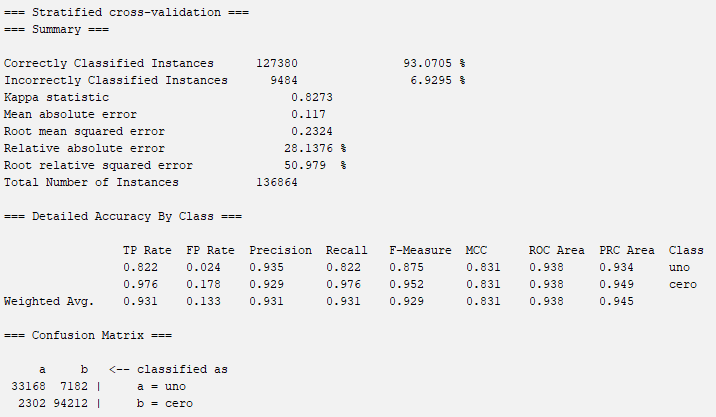 === Stratified cross-validation ===
=== Summary ===
Correctly Classified Instances 127380 93.0705 %
Incorrectly Classified Instances 9484 6.9295 %
Kappa statistic 0.8273
Mean absolute error 0.117
Root mean squared error 0.2324
Relative absolute error 28.1376 %
Root relative squared error 50.979 %
Total Number of Instances 136864
=== Detailed Accuracy By Class ===
TP Rate FP Rate Precision Recall F-Measure MCC ROC Area PRC Area Class
0.822 0.024 0.935 0.822 0.875 0.831 0.938 0.934 uno
0.976 0.178 0.929 0.976 0.952 0.831 0.938 0.949 cero
Weighted Avg. 0.931 0.133 0.931 0.931 0.929 0.831 0.938 0.945
=== Confusion Matrix ===
a b <-- classified as
33168 7182 | a = uno
2302 94212 | b = cero